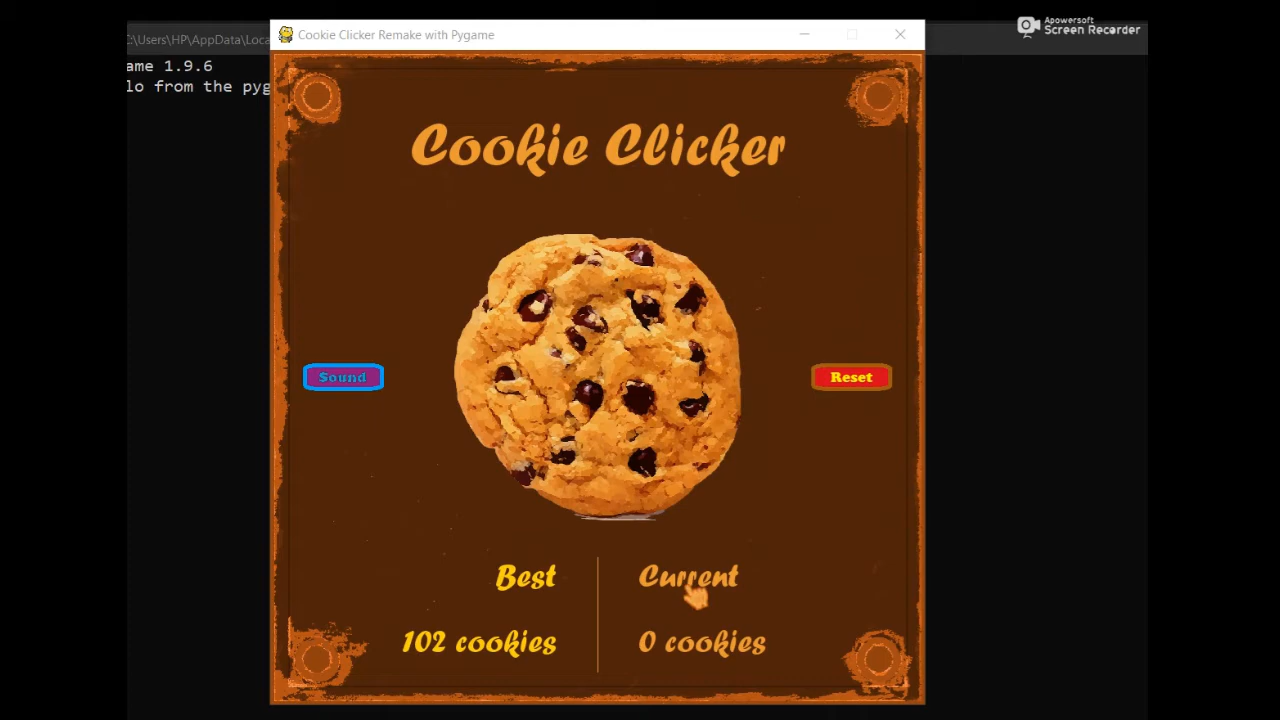 Cookie Clicker Remake with Pygame
Apowersoft
Screen Recorder
C:\Users\HP\AppData\Loca
ame 1.9.6
lo from the pyg
Cookie Clicker
Sound
Reset
Best
Current
102 cookies
0 cookies